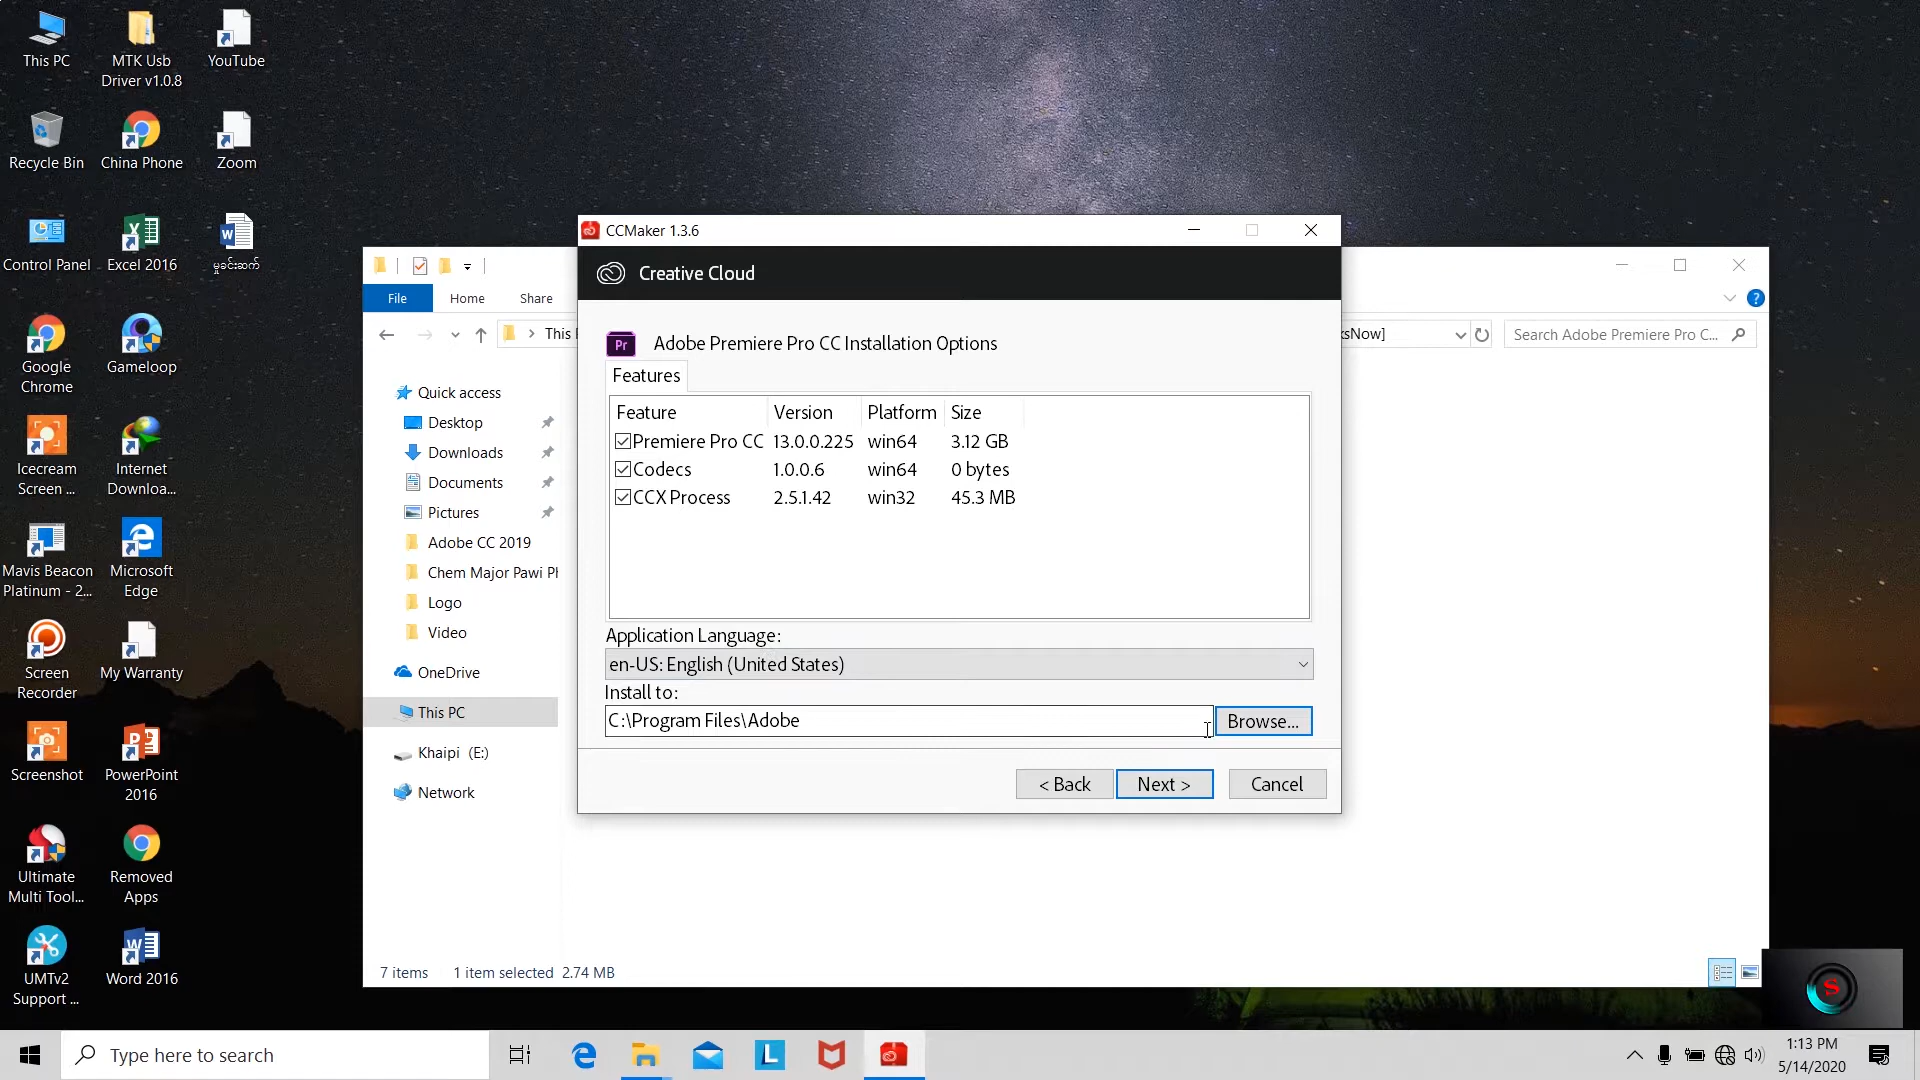 This PC
MTK Usb
Driver v1.0.8
YouTube
Recycle Bin
China Phone
Zoom
Control Panel
Excel 2016
မှုခင်းဆက်
Google
Chrome
Gameloop
Icecream
Screen ...
Internet
Downloa...
Mavis Beacon
Platinum - 2...
Microsoft
Edge
Screen
Recorder
My Warranty
Screenshot
PowerPoint
2016
Ultimate
Multi Tool...
Removed
Apps
UMTv2
Support ...
Word 2016
File
Home
Share
This
ksNow]
Search Adobe Premiere Pro C...
Quick access
Desktop
Downloads
Documents
Pictures
Adobe CC 2019
Chem Major Pawi Ph
Logo
Video
OneDrive
This PC
Khaipi (E:)
Network
7 items
1 item selected 2.74 MB
CCMaker 1.3.6
Creative Cloud
Pr
Adobe Premiere Pro CC Installation Options
Features
Feature Version Platform Size
Premiere Pro CC 13.0.0.225 win64 3.12 GB
Codecs 1.0.0.6 win64 0 bytes
CCX Process 2.5.1.42 win32 45.3 MB
Application Language:
en-US: English (United States)
Install to:
C:\Program Files\Adobe
Browse...
< Back
Next >
Cancel
S
Type here to search
L
1:13 PM
5/14/2020